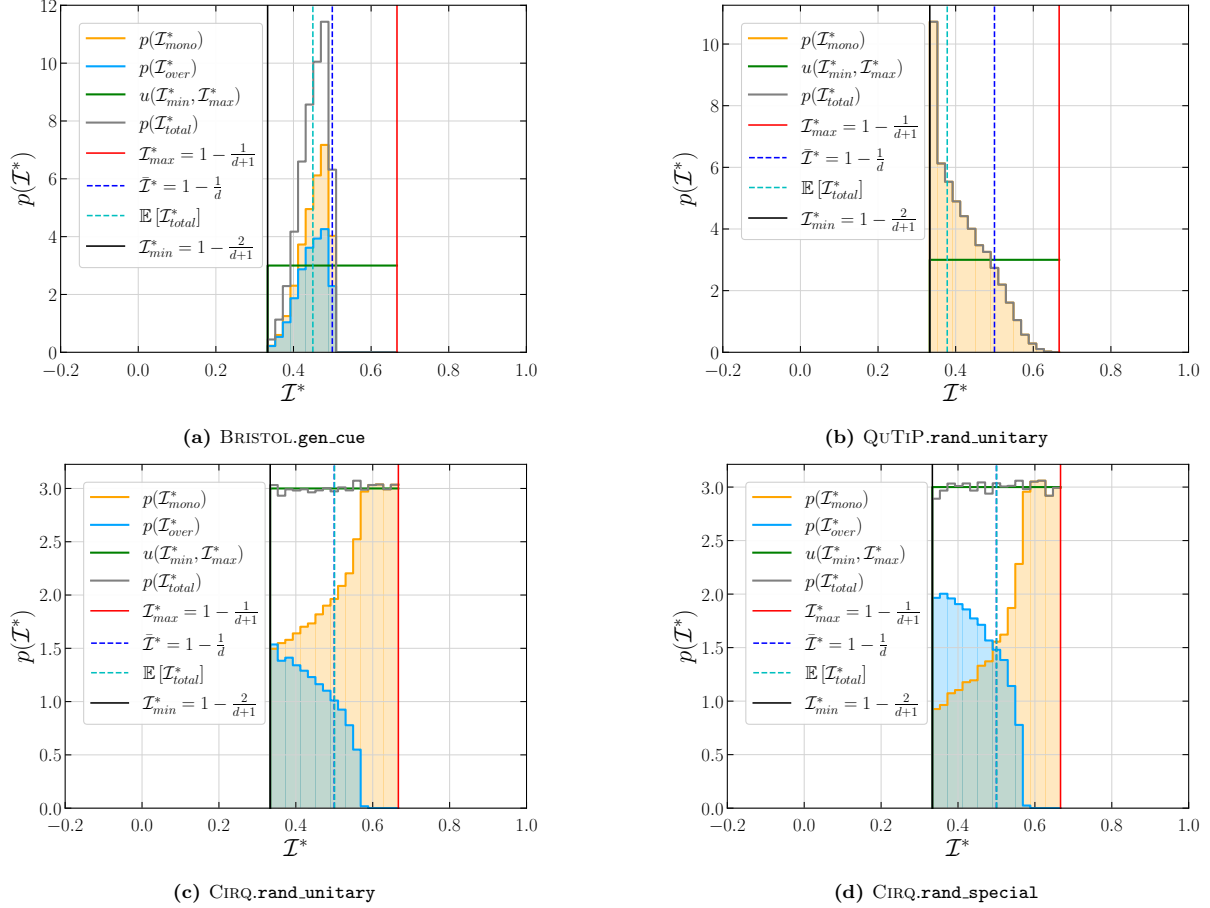 12
10
8
6
4
2
0
p(𝓘*)
p(𝓘*_mono)
p(𝓘*_over)
u(𝓘*_min, 𝓘*_max)
p(𝓘*_total)
𝓘*_max = 1 − 1/(d+1)
𝓘̄* = 1 − 1/d
𝔼 [𝓘*_total]
𝓘*_min = 1 − 2/(d+1)
−0.2 0.0 0.2 0.4 0.6 0.8 1.0
𝓘*
(a) BRISTOL.gen_cue
10
8
6
4
2
0
p(𝓘*)
p(𝓘*_mono)
u(𝓘*_min, 𝓘*_max)
p(𝓘*_total)
𝓘*_max = 1 − 1/(d+1)
𝓘̄* = 1 − 1/d
𝔼 [𝓘*_total]
𝓘*_min = 1 − 2/(d+1)
−0.2 0.0 0.2 0.4 0.6 0.8 1.0
𝓘*
(b) QUTIP.rand_unitary
3.0
2.5
2.0
1.5
1.0
0.5
0.0
p(𝓘*)
p(𝓘*_mono)
p(𝓘*_over)
u(𝓘*_min, 𝓘*_max)
p(𝓘*_total)
𝓘*_max = 1 − 1/(d+1)
𝓘̄* = 1 − 1/d
𝔼 [𝓘*_total]
𝓘*_min = 1 − 2/(d+1)
−0.2 0.0 0.2 0.4 0.6 0.8 1.0
𝓘*
(c) CIRQ.rand_unitary
3.0
2.5
2.0
1.5
1.0
0.5
0.0
p(𝓘*)
p(𝓘*_mono)
p(𝓘*_over)
u(𝓘*_min, 𝓘*_max)
p(𝓘*_total)
𝓘*_max = 1 − 1/(d+1)
𝓘̄* = 1 − 1/d
𝔼 [𝓘*_total]
𝓘*_min = 1 − 2/(d+1)
−0.2 0.0 0.2 0.4 0.6 0.8 1.0
𝓘*
(d) CIRQ.rand_special